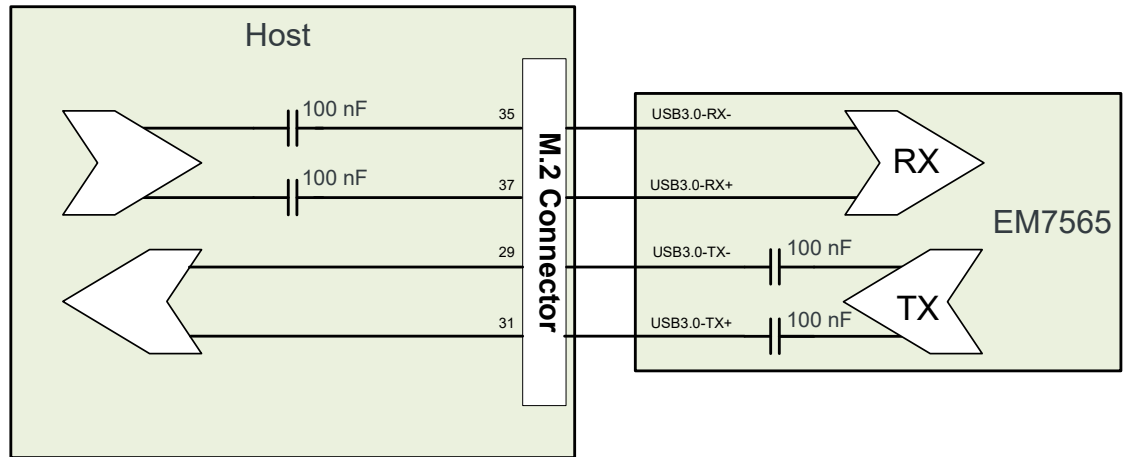 Host
100 nF
35
USB3.0-RX-
100 nF
37
USB3.0-RX+
RX
M.2 Connector
EM7565
29
USB3.0-TX-
100 nF
31
USB3.0-TX+
100 nF
TX